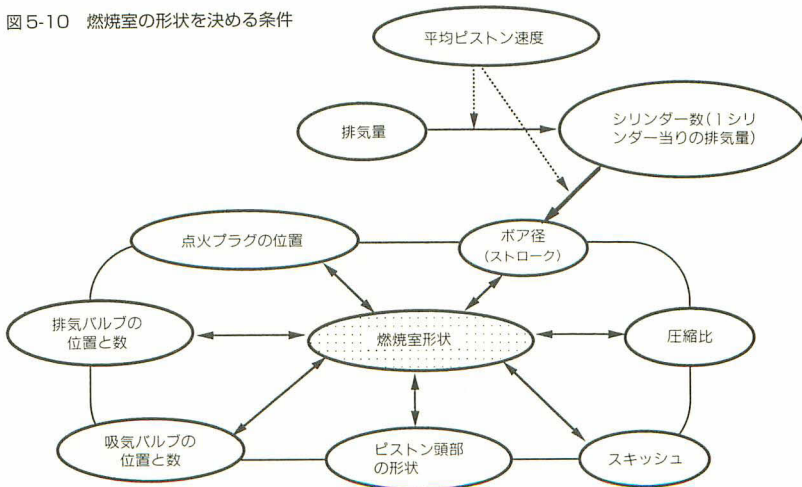 図5-10 燃焼室の形状を決める条件
平均ピストン速度
排気量
シリンダー数(1シリ
ンダー当りの排気量)
点火プラグの位置
ボア径
(ストローク)
排気バルブの
位置と数
燃焼室形状
圧縮比
吸気バルブの
位置と数
ピストン頭部
の形状
スキッシュ